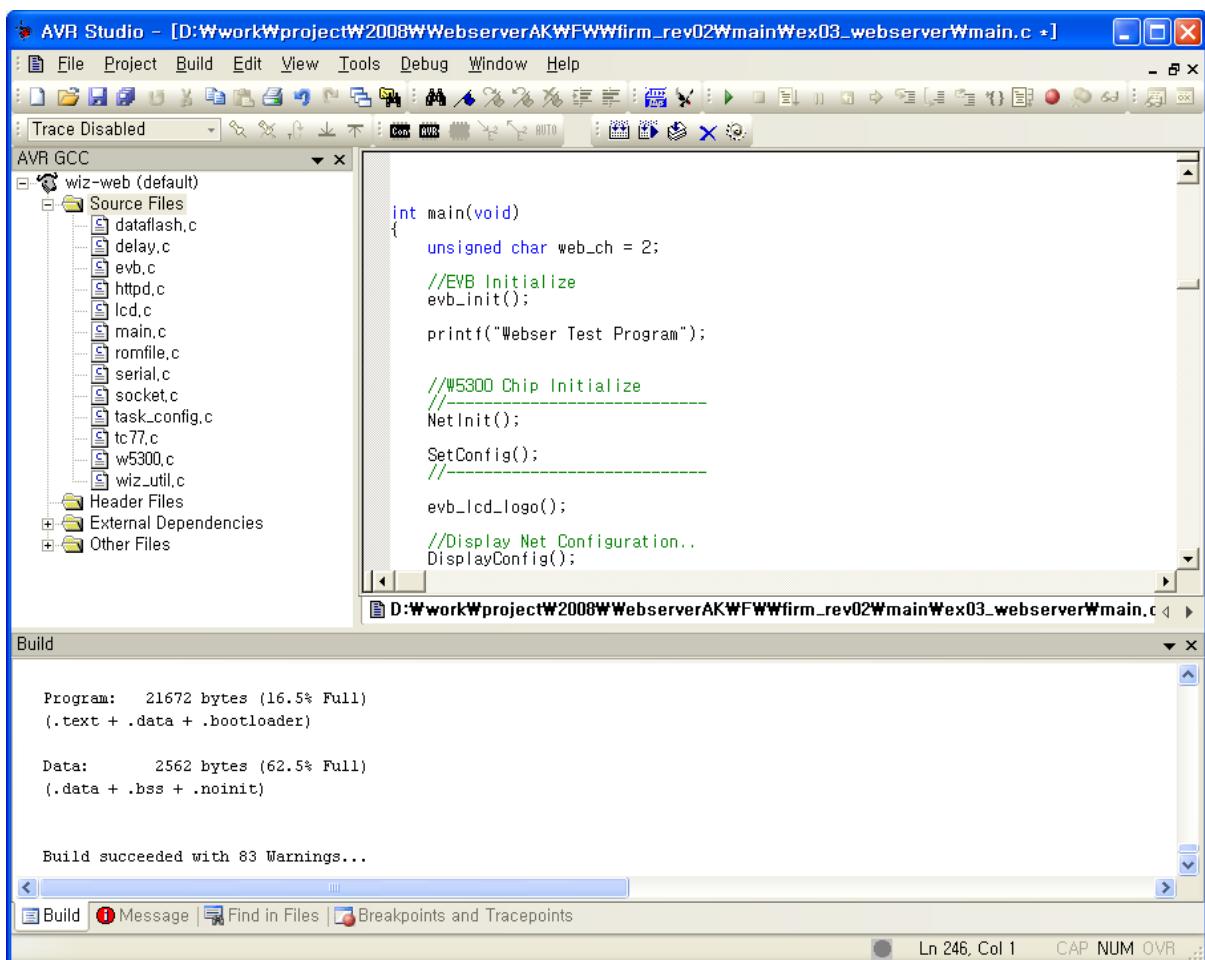 AVR Studio - [D:₩work₩project₩2008₩WebserverAK₩FW₩firm_rev02₩main₩ex03_webserver₩main.c *]
File Project Build Edit View Tools Debug Window Help
Trace Disabled
Con AVR AUTO
AVR GCC
wiz-web (default)
Source Files
dataflash.c
delay.c
evb.c
httpd.c
lcd.c
main.c
romfile.c
serial.c
socket.c
task_config.c
tc77.c
w5300.c
wiz_util.c
Header Files
External Dependencies
Other Files
int main(void)
{
unsigned char web_ch = 2;
//EVB Initialize
evb_init();
printf("Webser Test Program");
//W5300 Chip Initialize
//-----------------------------
NetInit();
SetConfig();
//-----------------------------
evb_lcd_logo();
//Display Net Configuration..
DisplayConfig();
D:₩work₩project₩2008₩WebserverAK₩FW₩firm_rev02₩main₩ex03_webserver₩main.c
Build
Program: 21672 bytes (16.5% Full)
(.text + .data + .bootloader)
Data: 2562 bytes (62.5% Full)
(.data + .bss + .noinit)
Build succeeded with 83 Warnings...
Build Message Find in Files Breakpoints and Tracepoints
Ln 246, Col 1 CAP NUM OVR